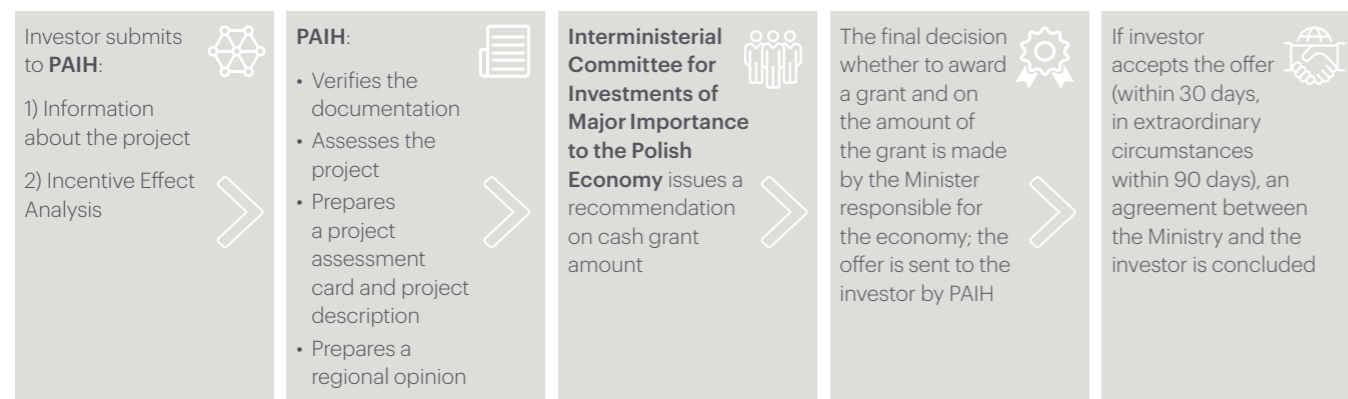 Investor submits
to PAIH:
1) Information
about the project
2) Incentive Effect
Analysis
PAIH:
• Verifies the
documentation
• Assesses the
project
• Prepares
a project
assessment
card and project
description
• Prepares a
regional opinion
Interministerial
Committee for
Investments of
Major Importance
to the Polish
Economy issues a
recommendation
on cash grant
amount
The final decision
whether to award
a grant and on
the amount of
the grant is made
by the Minister
responsible for
the economy; the
offer is sent to the
investor by PAIH
If investor
accepts the offer
(within 30 days,
in extraordinary
circumstances
within 90 days), an
agreement between
the Ministry and the
investor is concluded